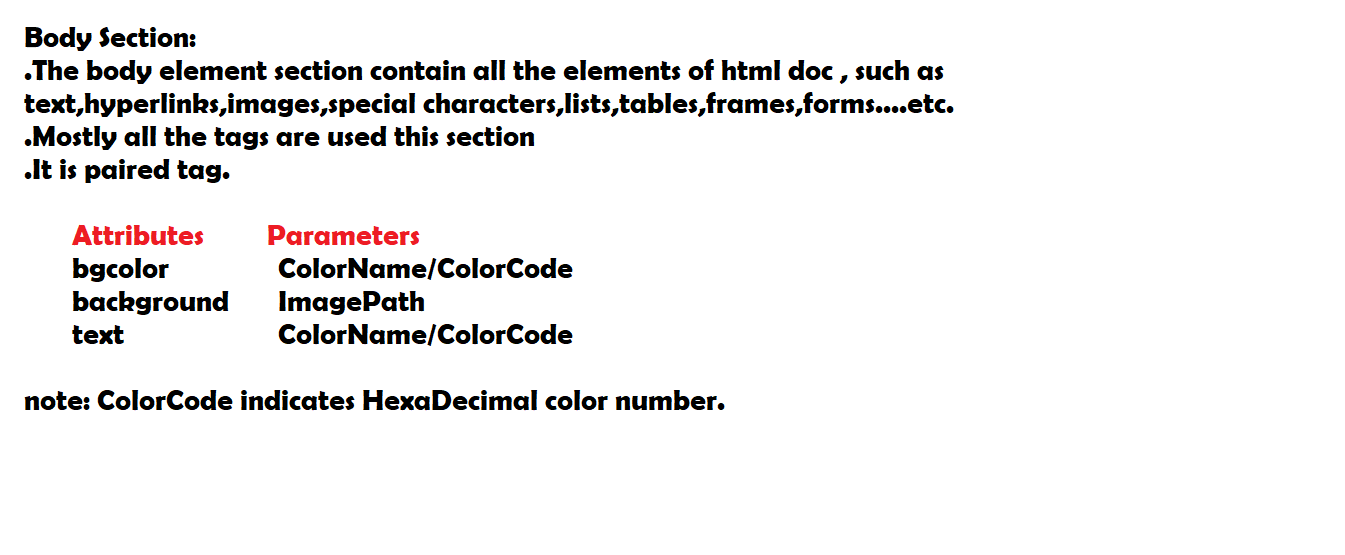 Body Section:
.The body element section contain all the elements of html doc , such as
text,hyperlinks,images,special characters,lists,tables,frames,forms....etc.
.Mostly all the tags are used this section
.It is paired tag.
Attributes Parameters
bgcolor ColorName/ColorCode
background ImagePath
text ColorName/ColorCode
note: ColorCode indicates HexaDecimal color number.